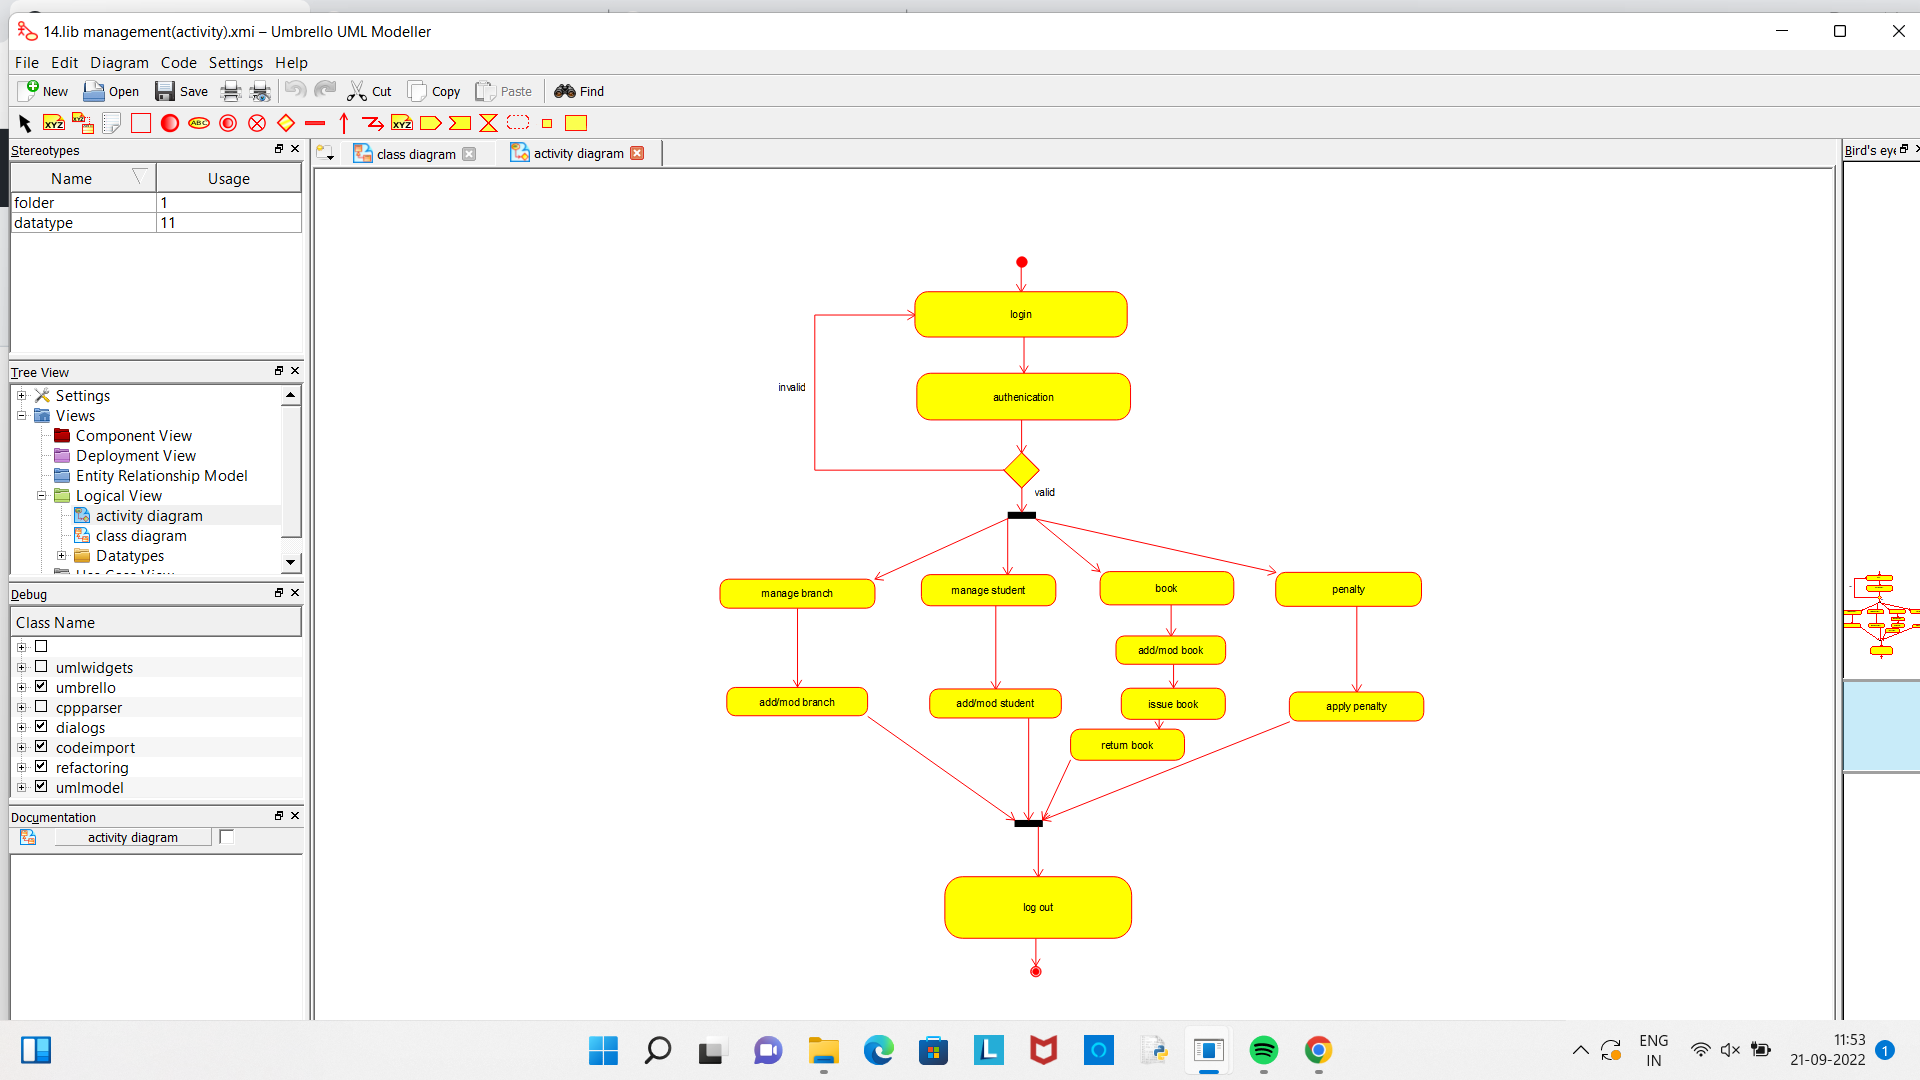 14.lib management(activity).xmi – Umbrello UML Modeller
File Edit Diagram Code Settings Help
New Open Save Cut Copy Paste Find
XYZ XYZ ABC XYZ
Stereotypes
Name Usage
folder 1
datatype 11
Tree View
Settings
Views
Component View
Deployment View
Entity Relationship Model
Logical View
activity diagram
class diagram
Datatypes
Debug
Class Name
umlwidgets
umbrello
cppparser
dialogs
codeimport
refactoring
umlmodel
Documentation
activity diagram
class diagram activity diagram
login
invalid
authenication
valid
manage branch manage student book penalty
add/mod book
add/mod branch add/mod student issue book apply penalty
return book
log out
Bird's eye
ENG
IN
11:53
21-09-2022
1